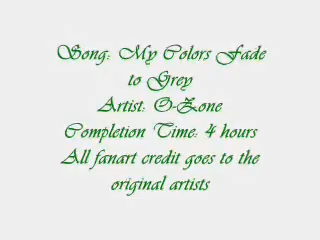 Song: My Colors Fade
to Grey
Artist: O-Zone
Completion Time: 4 hours
All fanart credit goes to the
original artists